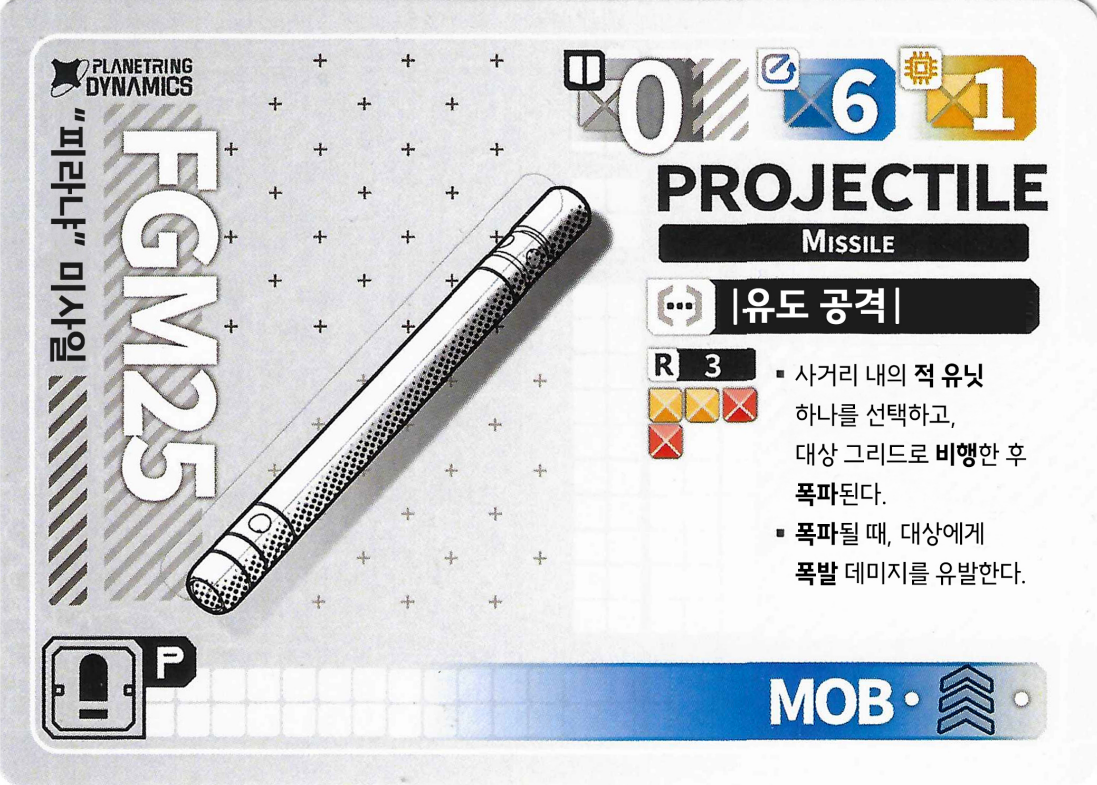 PLANETRING
DYNAMICS
"피라냐" 미사일
FGM25
0
6
1
PROJECTILE
MISSILE
|유도 공격|
R 3
▪ 사거리 내의 적 유닛
하나를 선택하고,
대상 그리드로 비행한 후
폭파된다.
▪ 폭파될 때, 대상에게
폭발 데미지를 유발한다.
P
MOB